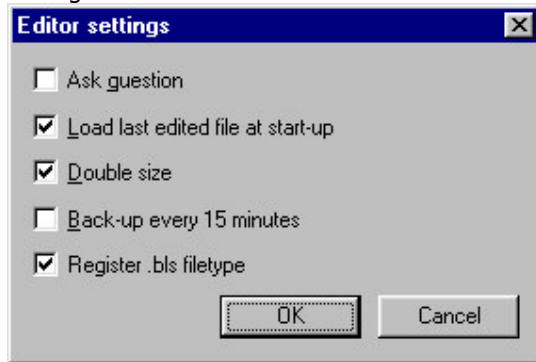 Editor settings
Ask guestion
Load last edited file at start-up
Double size
Back-up every 15 minutes
Register .bls filetype
OK Cancel